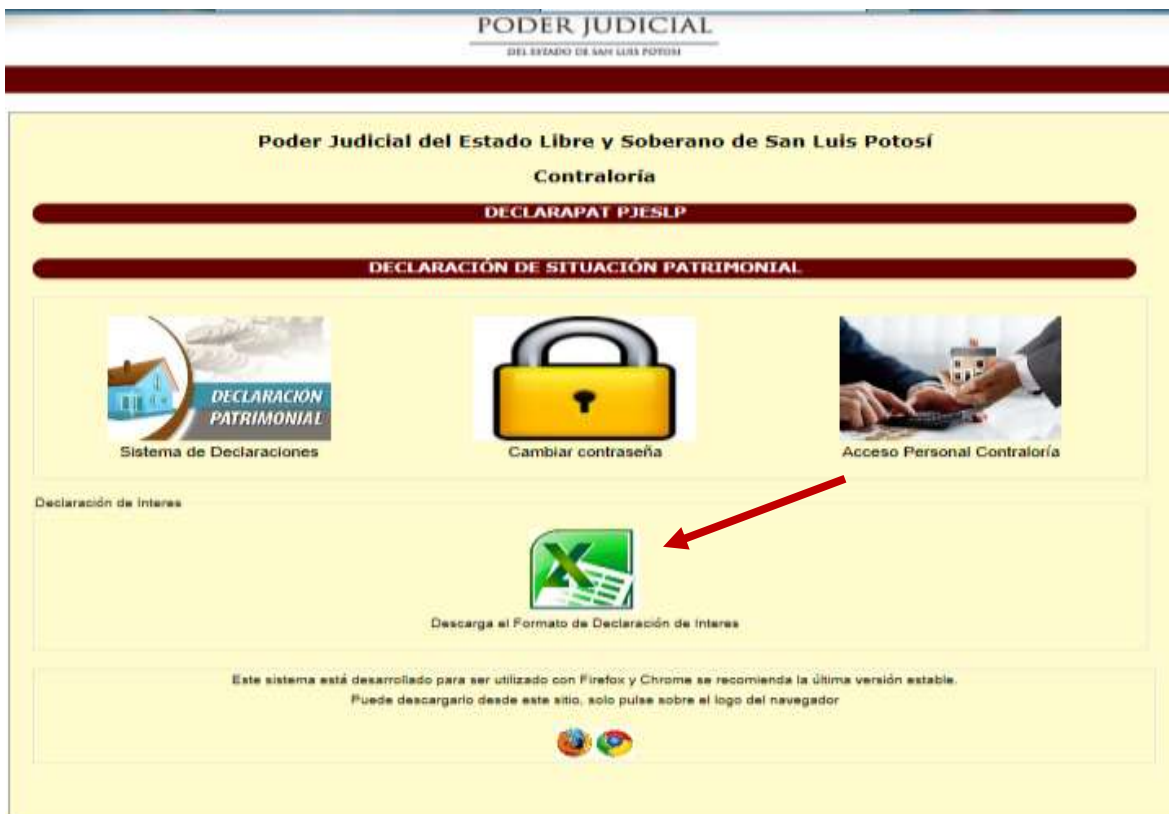 PODER JUDICIAL
DEL ESTADO DE SAN LUIS POTOSI
Poder Judicial del Estado Libre y Soberano de San Luis Potosí
Contraloría
DECLARAPAT PJESLP
DECLARACIÓN DE SITUACIÓN PATRIMONIAL
DECLARACIÓN
PATRIMONIAL
Sistema de Declaraciones
Cambiar contraseña
Acceso Personal Contraloría
Declaración de Interes
Descarga el Formato de Declaración de Interes
Este sistema está desarrollado para ser utilizado con Firefox y Chrome se recomienda la última versión estable.
Puede descargarlo desde este sitio, solo pulse sobre el logo del navegador